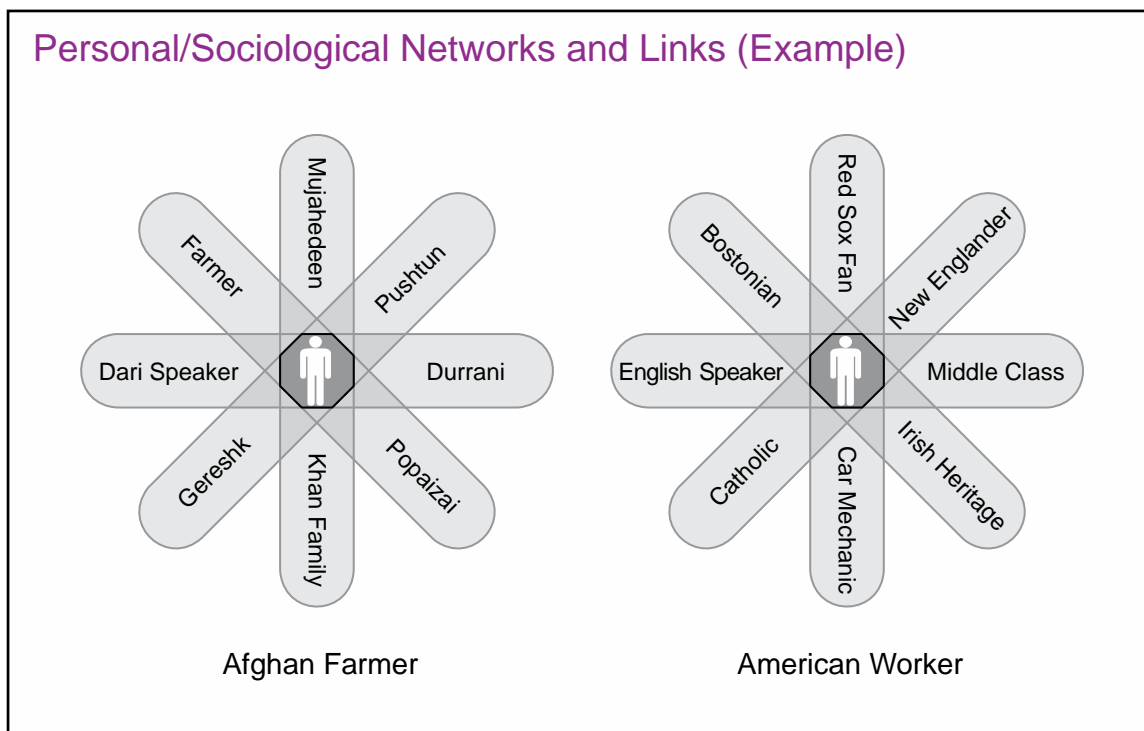 Personal/Sociological Networks and Links (Example)
Mujahedeen
Pushtun
Durrani
Popaizai
Khan Family
Gereshk
Dari Speaker
Farmer
Afghan Farmer
Red Sox Fan
New Englander
Middle Class
Irish Heritage
Car Mechanic
Catholic
English Speaker
Bostonian
American Worker